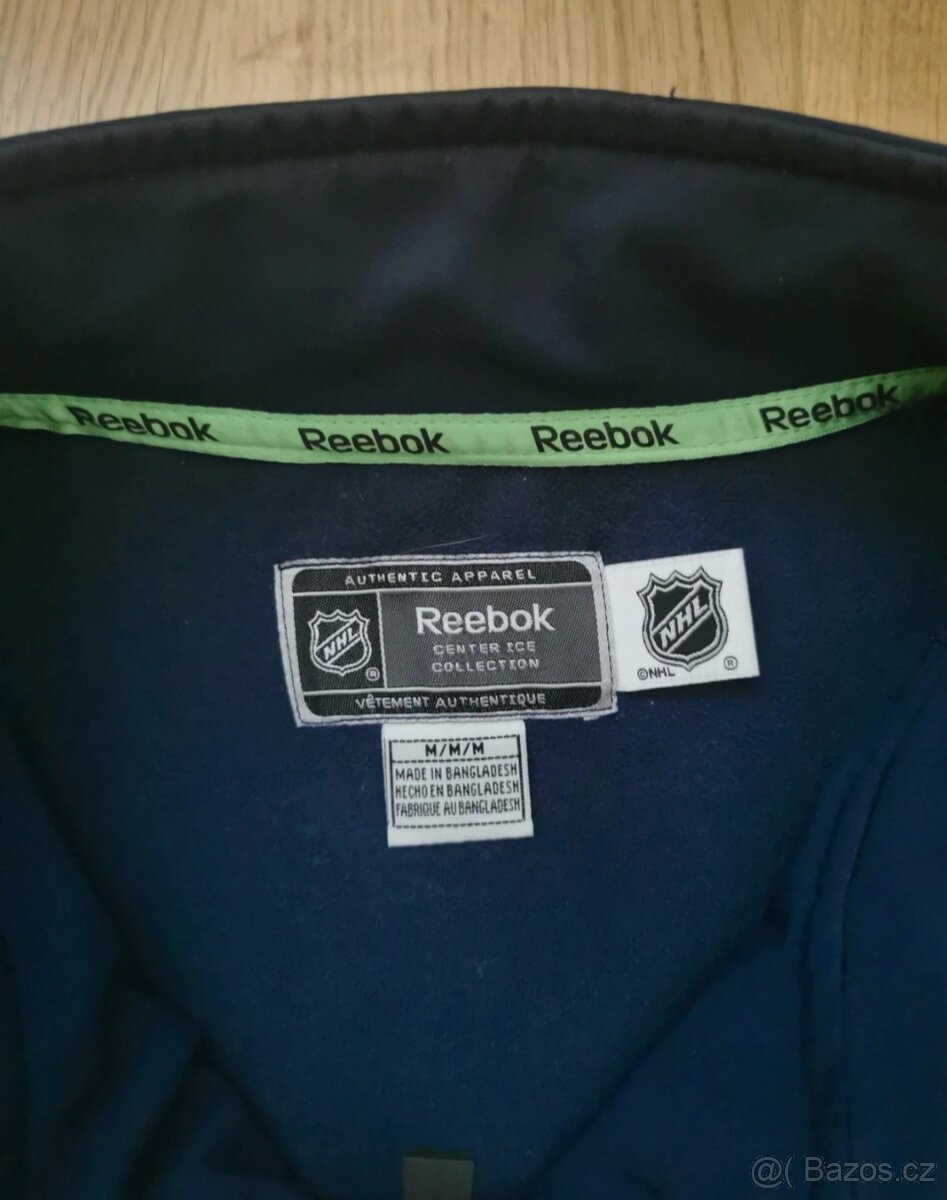 Reebok Reebok Reebok Reebok
AUTHENTIC APPAREL
NHL
®
Reebok
CENTER ICE
COLLECTION
VÊTEMENT AUTHENTIQUE
NHL
©NHL ®
M/M/M
MADE IN BANGLADESH
HECHO EN BANGLADESH
FABRIQUE AU BANGLADESH
@( Bazos.cz